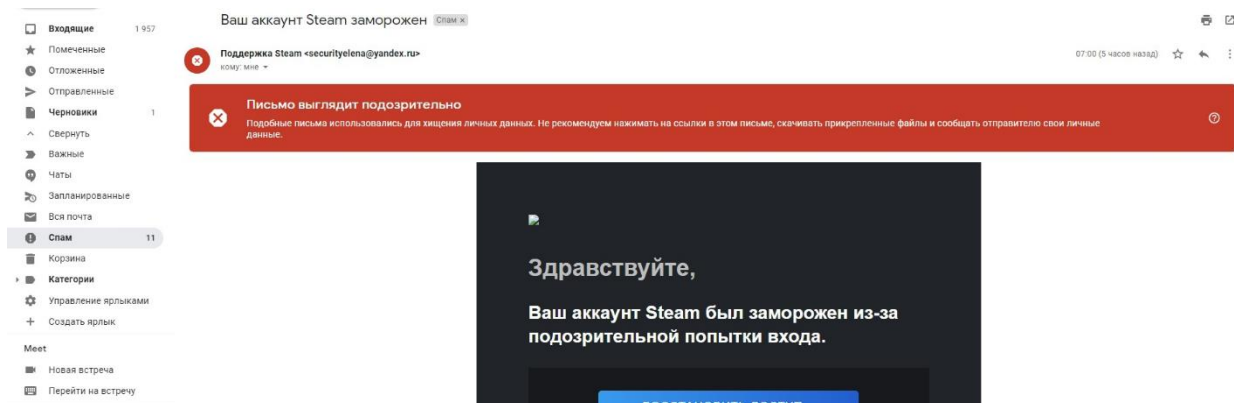 Ваш аккаунт Steam заморожен Спам x
Входящие 1 957
Помеченные
Отложенные
Отправленные
Черновики 1
Свернуть
Важные
Чаты
Запланированные
Вся почта
Спам 11
Корзина
Категории
Управление ярлыками
Создать ярлык
Meet
Новая встреча
Перейти на встречу
Поддержка Steam <securityelena@yandex.ru>
07:00 (5 часов назад)
кому: мне
Письмо выглядит подозрительно
Подобные письма использовались для хищения личных данных. Не рекомендуем нажимать на ссылки в этом письме, скачивать прикрепленные файлы и сообщать отправителю свои личные
данные.
Здравствуйте,
Ваш аккаунт Steam был заморожен из-за
подозрительной попытки входа.